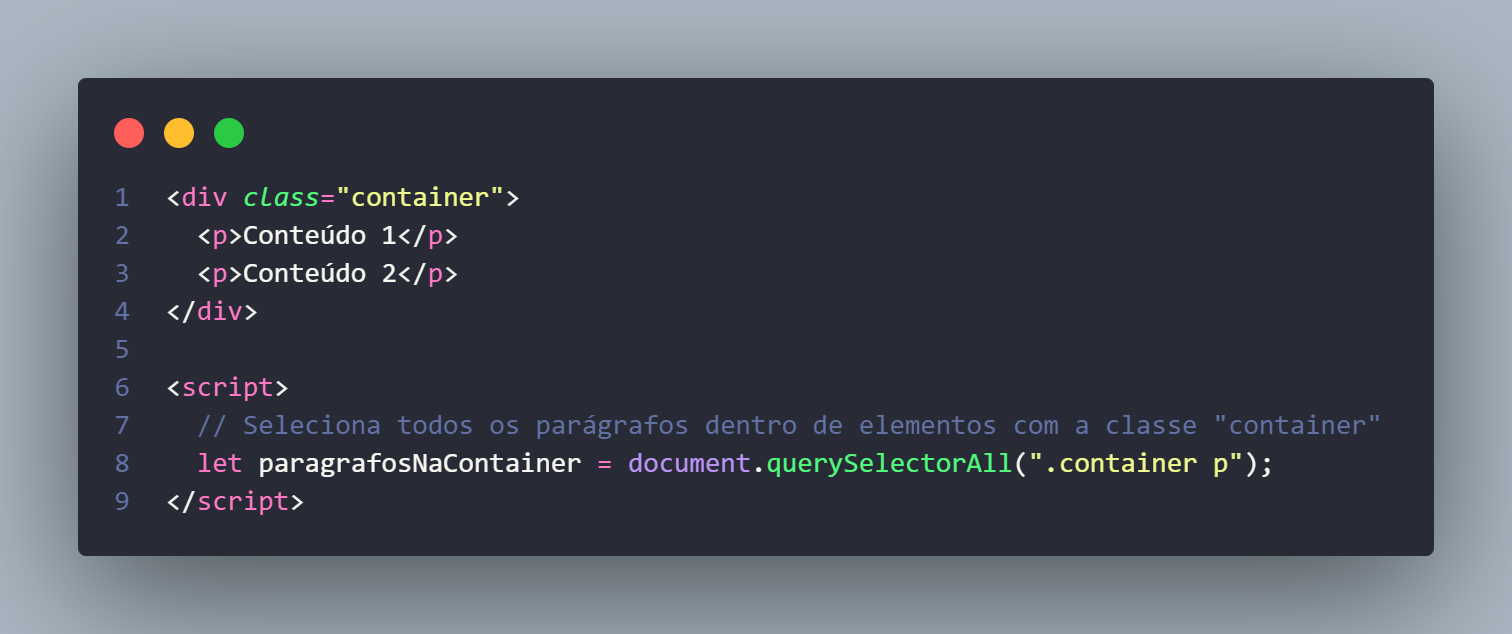 1 <div class="container">
2   <p>Conteúdo 1</p>
3   <p>Conteúdo 2</p>
4 </div>
5
6 <script>
7   // Seleciona todos os parágrafos dentro de elementos com a classe "container"
8   let paragrafosNaContainer = document.querySelectorAll(".container p");
9 </script>